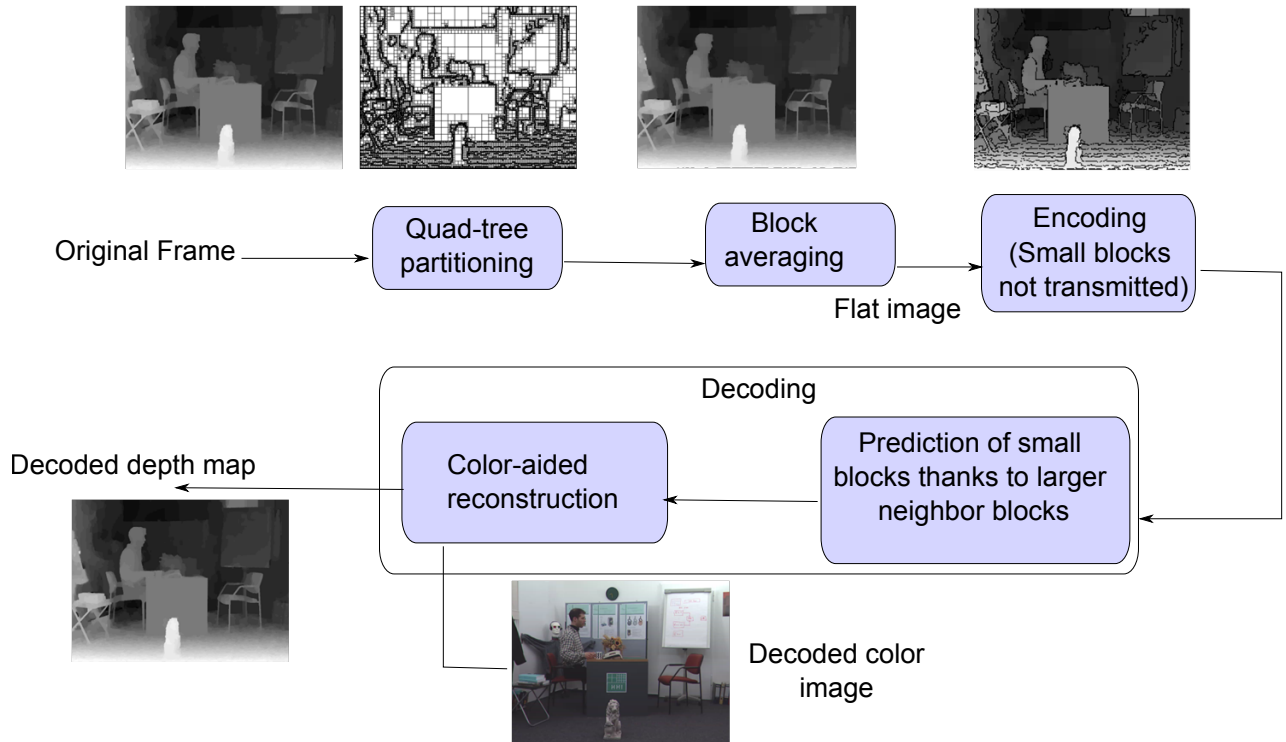 Original Frame
Quad-tree
partitioning
Block
averaging
Flat image
Encoding
(Small blocks
not transmitted)
Decoding
Prediction of small
blocks thanks to larger
neighbor blocks
Color-aided
reconstruction
Decoded depth map
Decoded color
image